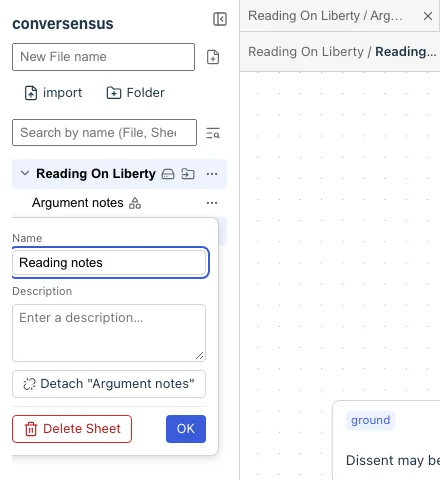 conversensus
New File name
import
Folder
Search by name (File, Shee
Reading On Liberty
Argument notes
Name
Reading notes
Description
Enter a description...
Detach "Argument notes"
Delete Sheet
OK
Reading On Liberty / Arg...
Reading On Liberty / Reading...
ground
Dissent may be